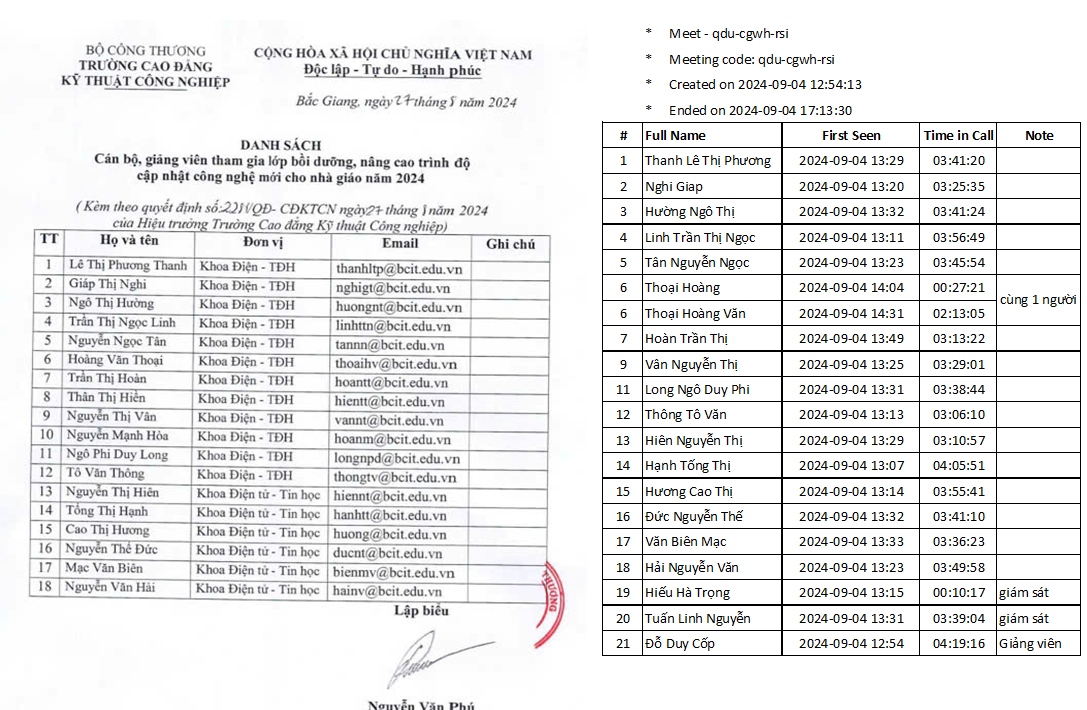 BỘ CÔNG THƯƠNG
TRƯỜNG CAO ĐẲNG
KỸ THUẬT CÔNG NGHIỆP
CỘNG HÒA XÃ HỘI CHỦ NGHĨA VIỆT NAM
Độc lập - Tự do - Hạnh phúc
Bắc Giang, ngày 27 tháng 8 năm 2024
DANH SÁCH
Cán bộ, giảng viên tham gia lớp bồi dưỡng, nâng cao trình độ
cập nhật công nghệ mới cho nhà giáo năm 2024
(Kèm theo quyết định số: /QĐ- CĐKTCN ngày 27 tháng 8 năm 2024
của Hiệu trưởng Trường Cao đẳng Kỹ thuật Công nghiệp)
TT Họ và tên Đơn vị Email Ghi chú
1 Lê Thị Phương Thanh Khoa Điện - TĐH thanhltp@bcit.edu.vn
2 Giáp Thị Nghi Khoa Điện - TĐH nghigt@bcit.edu.vn
3 Ngô Thị Hường Khoa Điện - TĐH huongnt@bcit.edu.vn
4 Trần Thị Ngọc Linh Khoa Điện - TĐH linhttn@bcit.edu.vn
5 Nguyễn Ngọc Tân Khoa Điện - TĐH tannn@bcit.edu.vn
6 Hoàng Văn Thoại Khoa Điện - TĐH thoaihv@bcit.edu.vn
7 Trần Thị Hoàn Khoa Điện - TĐH hoantt@bcit.edu.vn
8 Thân Thị Hiền Khoa Điện - TĐH hientt@bcit.edu.vn
9 Nguyễn Thị Vân Khoa Điện - TĐH vannt@bcit.edu.vn
10 Nguyễn Mạnh Hòa Khoa Điện - TĐH hoanm@bcit.edu.vn
11 Ngô Phi Duy Long Khoa Điện - TĐH longnpd@bcit.edu.vn
12 Tô Văn Thông Khoa Điện - TĐH thongtv@bcit.edu.vn
13 Nguyễn Thị Hiên Khoa Điện tử - Tin học hiennt@bcit.edu.vn
14 Tống Thị Hạnh Khoa Điện tử - Tin học hanhtt@bcit.edu.vn
15 Cao Thị Hương Khoa Điện tử - Tin học huong@bcit.edu.vn
16 Nguyễn Thế Đức Khoa Điện tử - Tin học ducnt@bcit.edu.vn
17 Mạc Văn Biên Khoa Điện tử - Tin học bienmv@bcit.edu.vn
18 Nguyễn Văn Hải Khoa Điện tử - Tin học hainv@bcit.edu.vn
THƯƠNG
Lập biểu
Nguyễn Văn Phú
* Meet - qdu-cgwh-rsi
* Meeting code: qdu-cgwh-rsi
* Created on 2024-09-04 12:54:13
* Ended on 2024-09-04 17:13:30
# Full Name First Seen Time in Call Note
1 Thanh Lê Thị Phương 2024-09-04 13:29 03:41:20
2 Nghi Giap 2024-09-04 13:20 03:25:35
3 Hường Ngô Thị 2024-09-04 13:32 03:41:24
4 Linh Trần Thị Ngọc 2024-09-04 13:11 03:56:49
5 Tân Nguyễn Ngọc 2024-09-04 13:23 03:45:54
6 Thoại Hoàng 2024-09-04 14:04 00:27:21 cùng 1 người
6 Thoại Hoàng Văn 2024-09-04 14:31 02:13:05
7 Hoàn Trần Thị 2024-09-04 13:49 03:13:22
9 Vân Nguyễn Thị 2024-09-04 13:25 03:29:01
11 Long Ngô Duy Phi 2024-09-04 13:31 03:38:44
12 Thông Tô Văn 2024-09-04 13:13 03:06:10
13 Hiên Nguyễn Thị 2024-09-04 13:29 03:10:57
14 Hạnh Tống Thị 2024-09-04 13:07 04:05:51
15 Hương Cao Thị 2024-09-04 13:14 03:55:41
16 Đức Nguyễn Thế 2024-09-04 13:32 03:41:10
17 Văn Biên Mạc 2024-09-04 13:33 03:36:23
18 Hải Nguyễn Văn 2024-09-04 13:23 03:49:58
19 Hiếu Hà Trọng 2024-09-04 13:15 00:10:17 giám sát
20 Tuấn Linh Nguyễn 2024-09-04 13:31 03:39:04 giám sát
21 Đỗ Duy Cốp 2024-09-04 12:54 04:19:16 Giảng viên